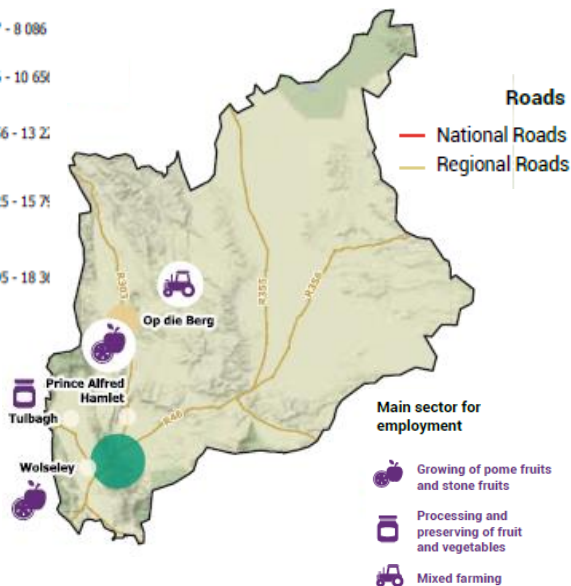 - 8 086
- 10 65
- 13 2
- 15 7
- 18 3
Roads
National Roads
Regional Roads
R303
R355
R356
Op die Berg
Prince Alfred
Hamlet
Tulbagh
R46
Wolseley
Main sector for
employment
Growing of pome fruits
and stone fruits
Processing and
preserving of fruit
and vegetables
Mixed farming